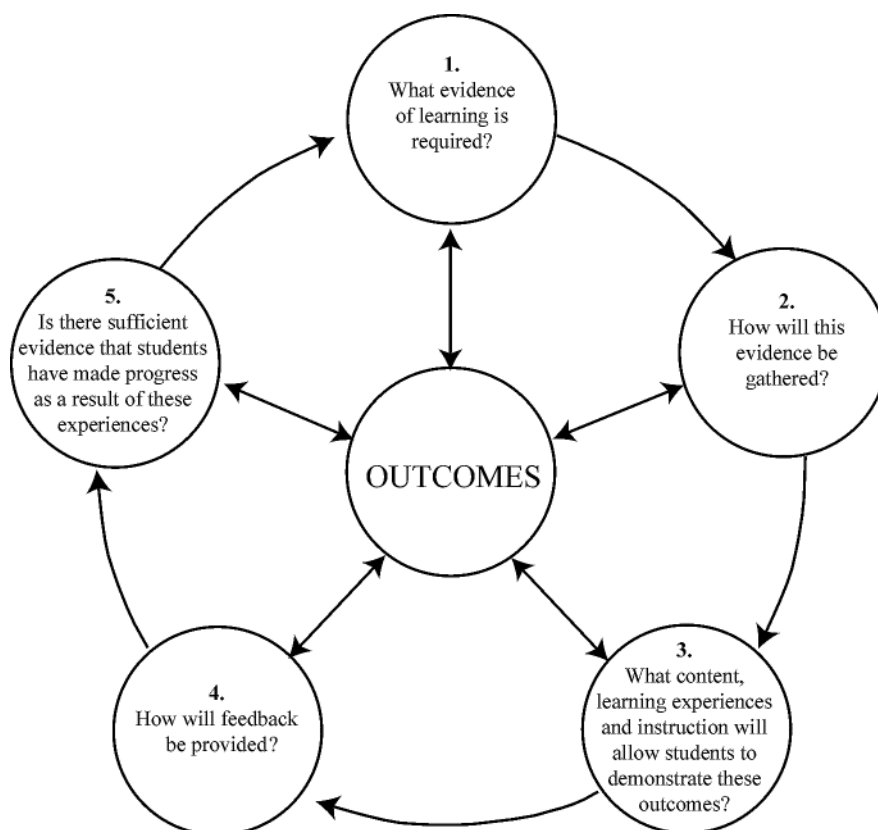 1.
What evidence
of learning is
required?
2.
How will this
evidence be
gathered?
3.
What content,
learning experiences
and instruction will
allow students to
demonstrate these
outcomes?
4.
How will feedback
be provided?
5.
Is there sufficient
evidence that students
have made progress
as a result of these
experiences?
OUTCOMES